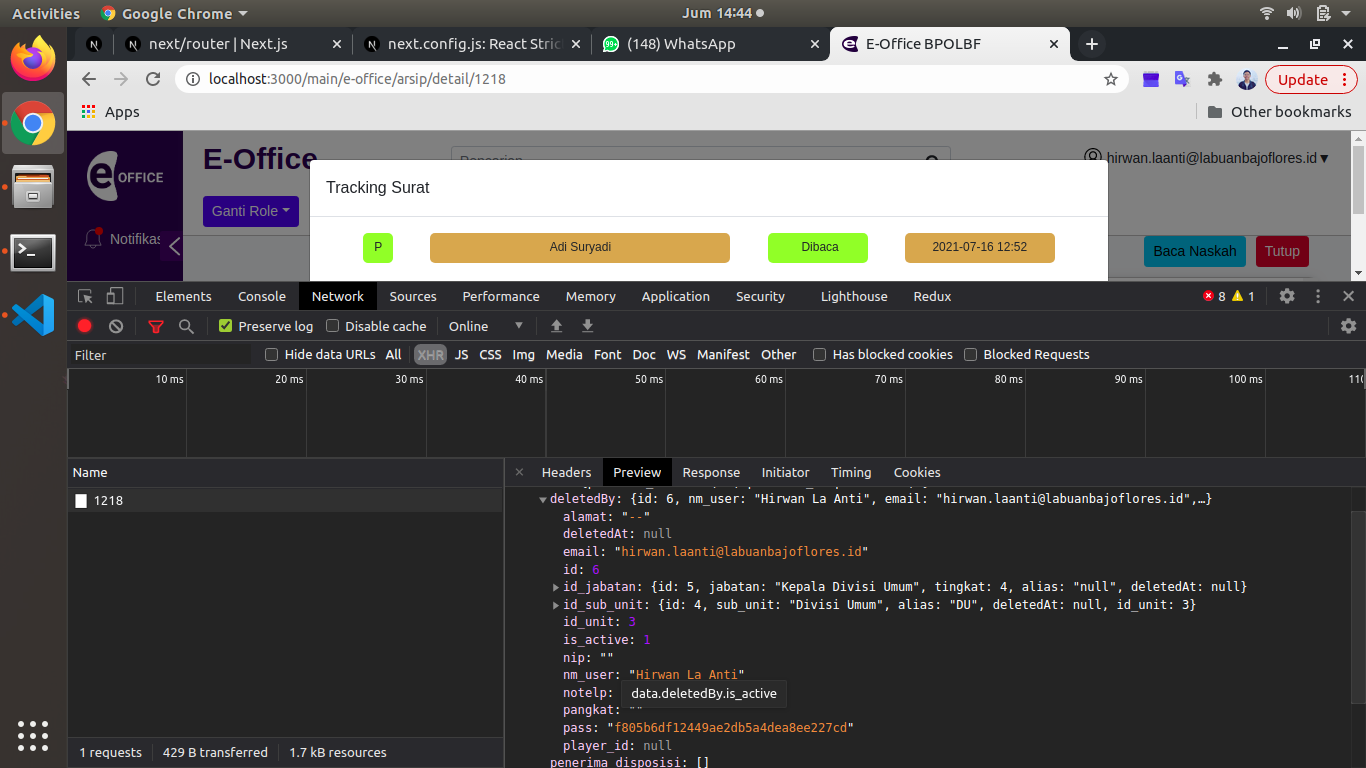 Activities Google Chrome Jum 14:44
next/router | Next.js next.config.js: React Stric (148) WhatsApp E-Office BPOLBF
localhost:3000/main/e-office/arsip/detail/1218 Update
Apps Other bookmarks
e OFFICE E-Office Pencarian hirwan.laanti@labuanbajoflores.id
Tracking Surat
Ganti Role
Notifikas Baca Naskah Tutup
P Adi Suryadi Dibaca 2021-07-16 12:52
Elements Console Network Sources Performance Memory Application Security Lighthouse Redux 8 1
Preserve log Disable cache Online
Filter Hide data URLs All XHR JS CSS Img Media Font Doc WS Manifest Other Has blocked cookies Blocked Requests
10 ms 20 ms 30 ms 40 ms 50 ms 60 ms 70 ms 80 ms 90 ms 100 ms 110
Name Headers Preview Response Initiator Timing Cookies
1218
deletedBy: {id: 6, nm_user: "Hirwan La Anti", email: "hirwan.laanti@labuanbajoflores.id",…}
alamat: "--"
deletedAt: null
email: "hirwan.laanti@labuanbajoflores.id"
id: 6
id_jabatan: {id: 5, jabatan: "Kepala Divisi Umum", tingkat: 4, alias: "null", deletedAt: null}
id_sub_unit: {id: 4, sub_unit: "Divisi Umum", alias: "DU", deletedAt: null, id_unit: 3}
id_unit: 3
is_active: 1
nip: ""
nm_user: "Hirwan La Anti"
notelp:
data.deletedBy.is_active
pangkat: ""
pass: "f805b6df12449ae2db5a4dea8ee227cd"
player_id: null
penerima_disposisi: []
1 requests 429 B transferred 1.7 kB resources